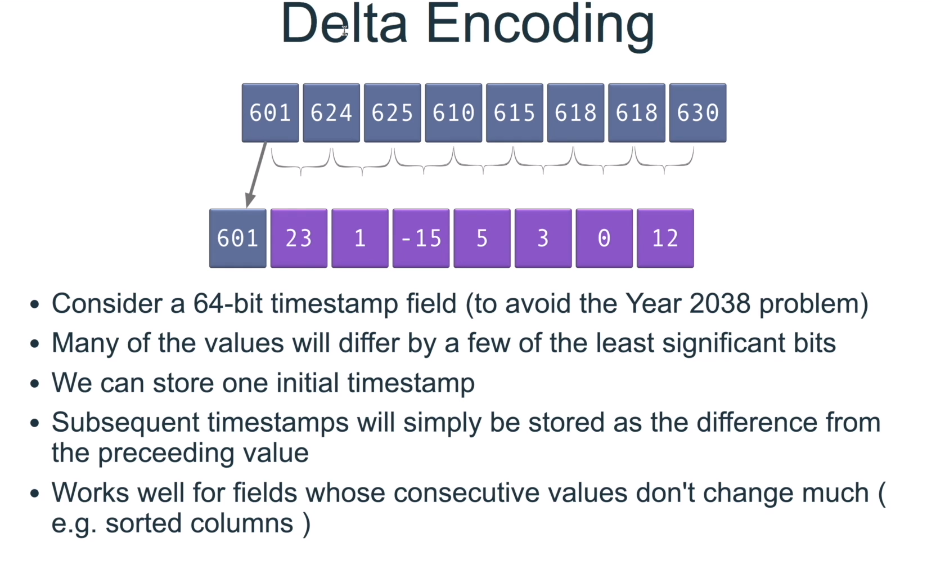 Delta Encoding
601 624 625 610 615 618 618 630
601 23 1 -15 5 3 0 12
• Consider a 64-bit timestamp field (to avoid the Year 2038 problem)
• Many of the values will differ by a few of the least significant bits
• We can store one initial timestamp
• Subsequent timestamps will simply be stored as the difference from
the preceeding value
• Works well for fields whose consecutive values don't change much (
e.g. sorted columns )